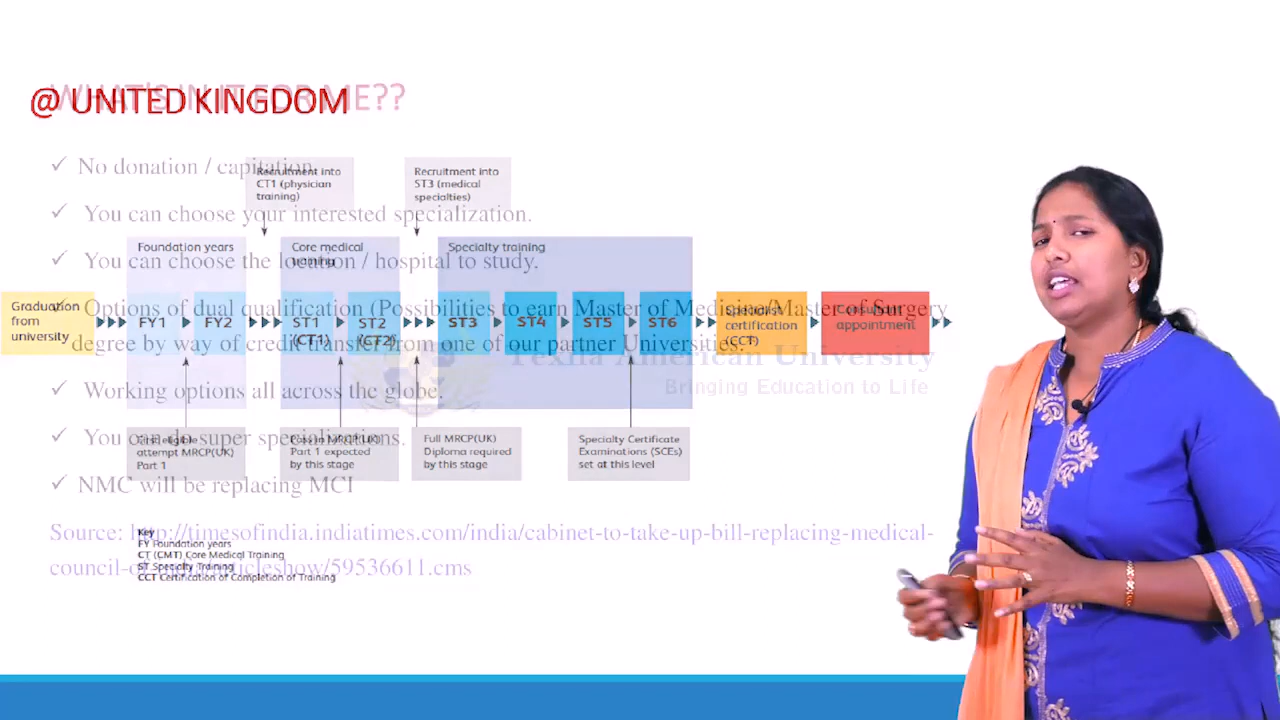 WHAT'S IN IT FOR ME??
@ UNITED KINGDOM
✓ No donation / capitation.
✓ You can choose your interested specialization.
✓ You can choose the location / hospital to study.
✓ Options of dual qualification (Possibilities to earn Master of Medicine/Master of Surgery
degree by way of credit transfer from one of our partner Universities.
✓ Working options all across the globe.
✓ You can do super specializations.
✓ NMC will be replacing MCI
Source: http://timesofindia.indiatimes.com/india/cabinet-to-take-up-bill-replacing-medical-
council-of-articleshow/59536611.cms
Recruitment into
CT1 (physician
training)
Recruitment into
ST3 (medical
specialties)
Foundation years
Core medical
training
Specialty training
Graduation
from
university
FY1
FY2
ST1
(CT1)
ST2
(CT2)
ST3
ST4
ST5
ST6
Specialist
certification
(CCT)
Consultant
appointment
First eligible
attempt MRCP(UK)
Part 1
Pass in MRCP(UK)
Part 1 expected
by this stage
Full MRCP(UK)
Diploma required
by this stage
Specialty Certificate
Examinations (SCEs)
set at this level
Key
FY Foundation years
CT (CMT) Core Medical Training
ST Specialty Training
CCT Certification of Completion of Training
Texila American University
Bringing Education to Life